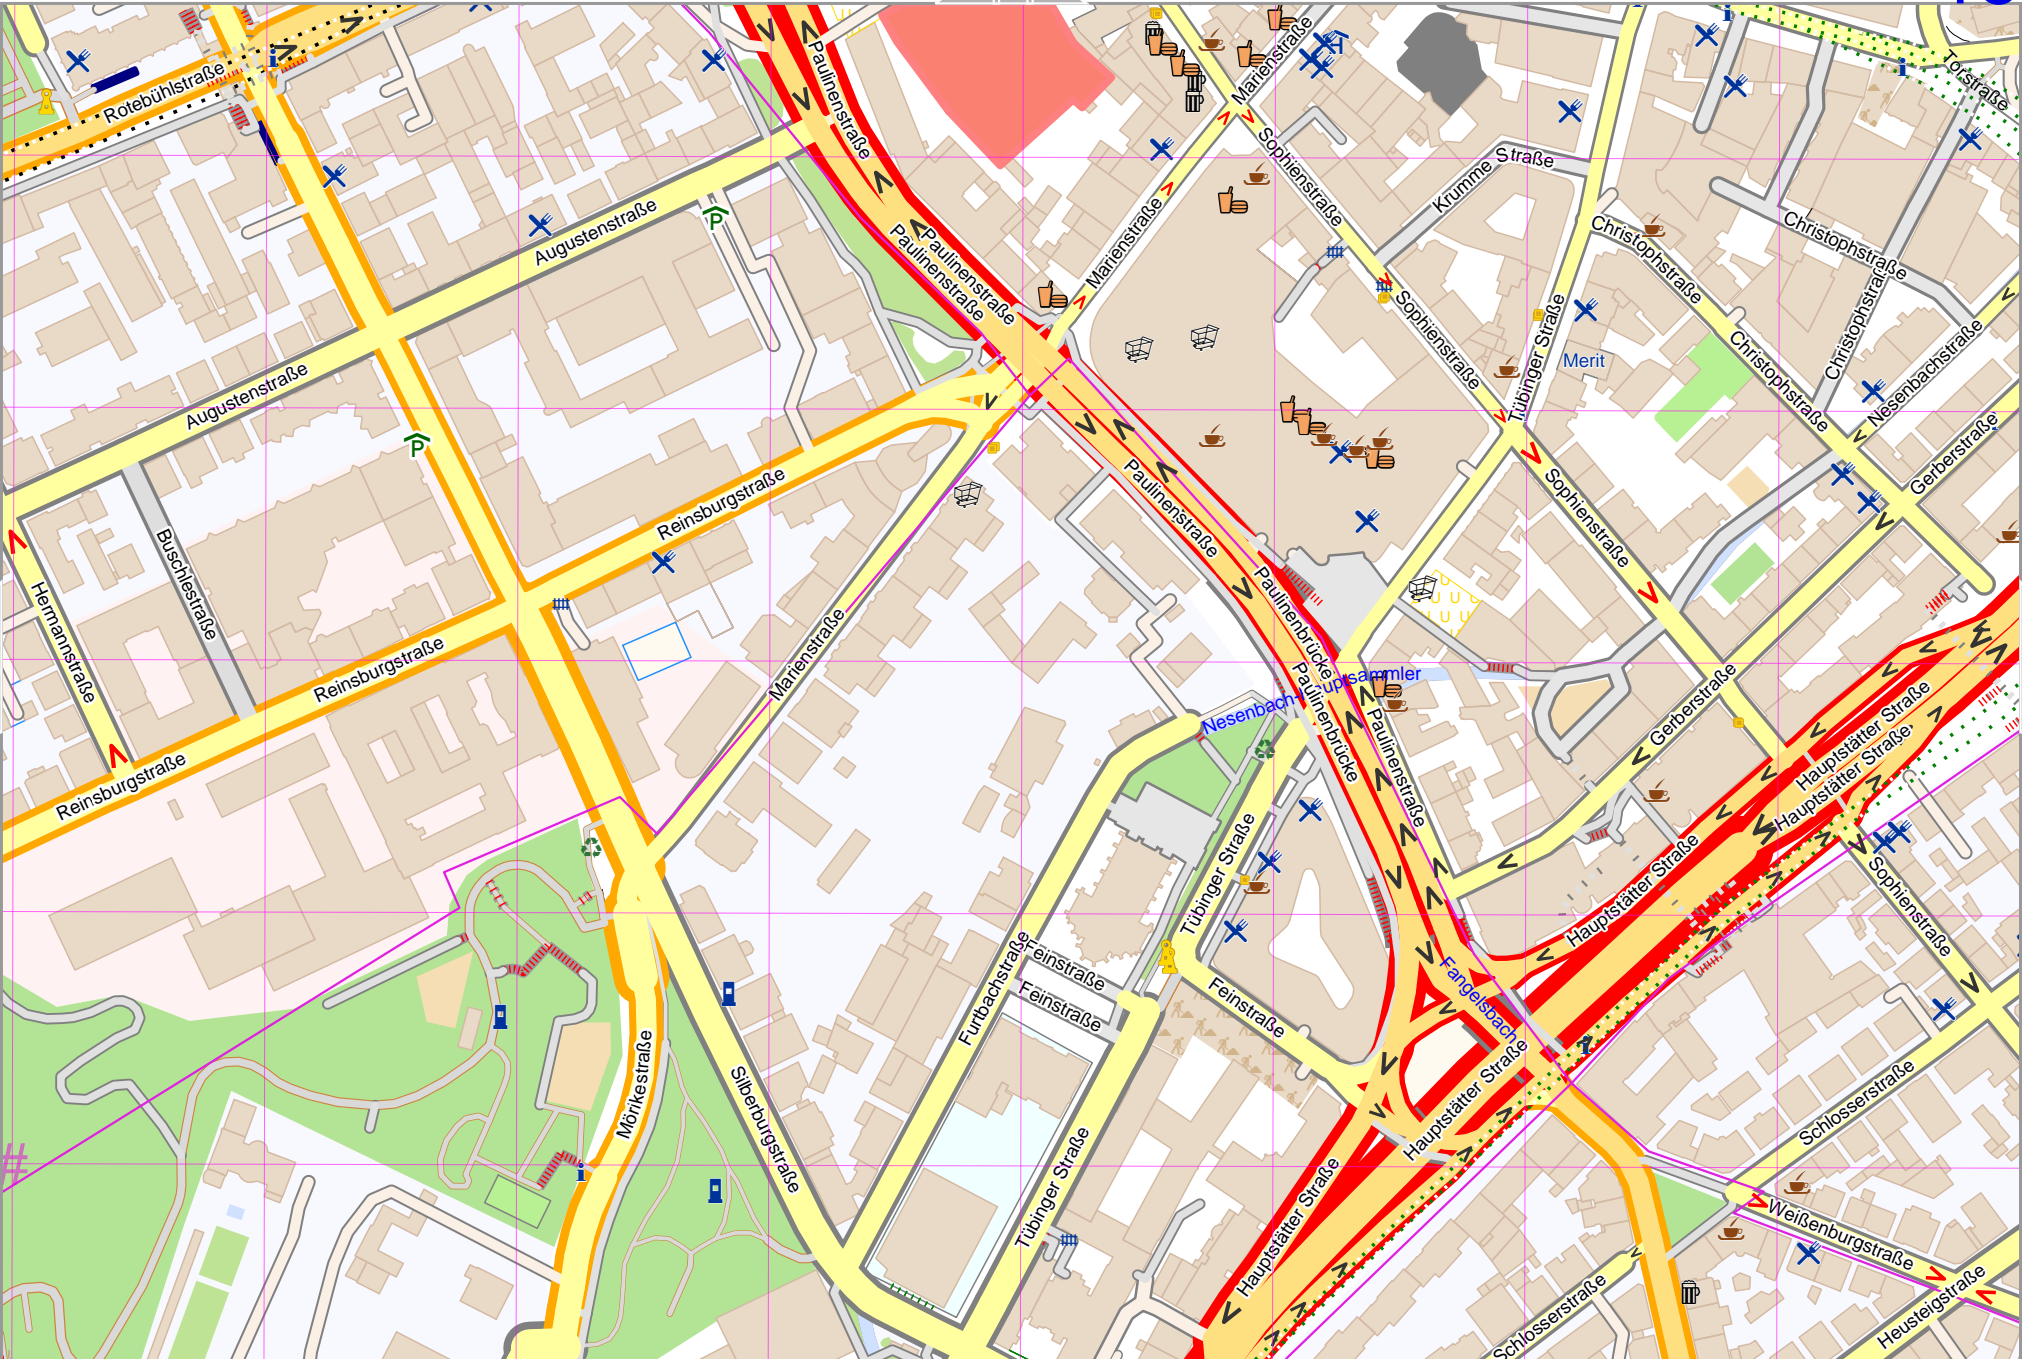 Rotebühlstraße
Paulinenstraße
Marienstraße
Torstraße
Sophienstraße
Krumme Straße
Augustenstraße
Christophstraße
Christophstraße
Paulinenstraße
Paulinenstraße
Marienstraße
Christophstraße
Tübinger Straße
Merit
Sophienstraße
Christophstraße
Nesenbachstraße
Augustenstraße
Gerberstraße
Reinsburgstraße
Paulinenstraße
Sophienstraße
Buschlestraße
Hermannstraße
Paulinenbrücke
Marienstraße
Reinsburgstraße
Nesenbach-Hauptsammler
Paulinenbrücke
Paulinenstraße
Gerberstraße
Hauptstätter Straße
Hauptstätter Straße
Reinsburgstraße
Tübinger Straße
Hauptstätter Straße
Sophienstraße
Furtbachstraße
Feinstraße
Feinstraße
Feinstraße
Fangelsbach
Hauptstätter Straße
Mörikestraße
Silberburgstraße
Schlosserstraße
Tübinger Straße
Hauptstätter Straße
Weißenburgstraße
Schlosserstraße
Heusteigstraße
#